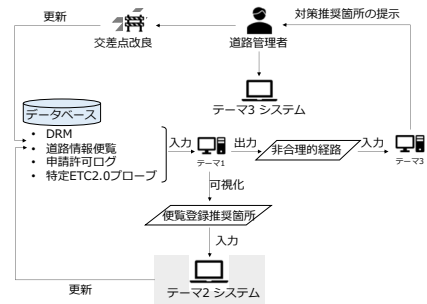 更新
対策推奨箇所の提示
交差点改良
道路管理者
テーマ3 システム
データベース
• DRM
• 道路情報便覧
• 申請許可ログ
• 特定ETC2.0プローブ
入力
テーマ1
出力
非合理的経路
入力
テーマ3
可視化
便覧登録推奨箇所
入力
更新
テーマ2 システム